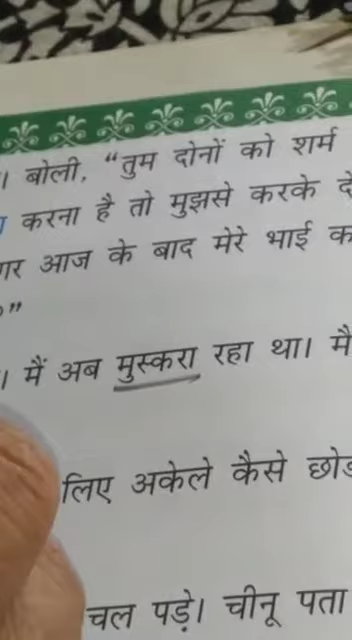 । बोली, “तुम दोनों को शर्म
करना है तो मुझसे करके
आज के बाद मेरे भाई
”
। मैं अब मुस्करा रहा था। मैं
लिए अकेले कैसे
चल पड़े। चीनू पता